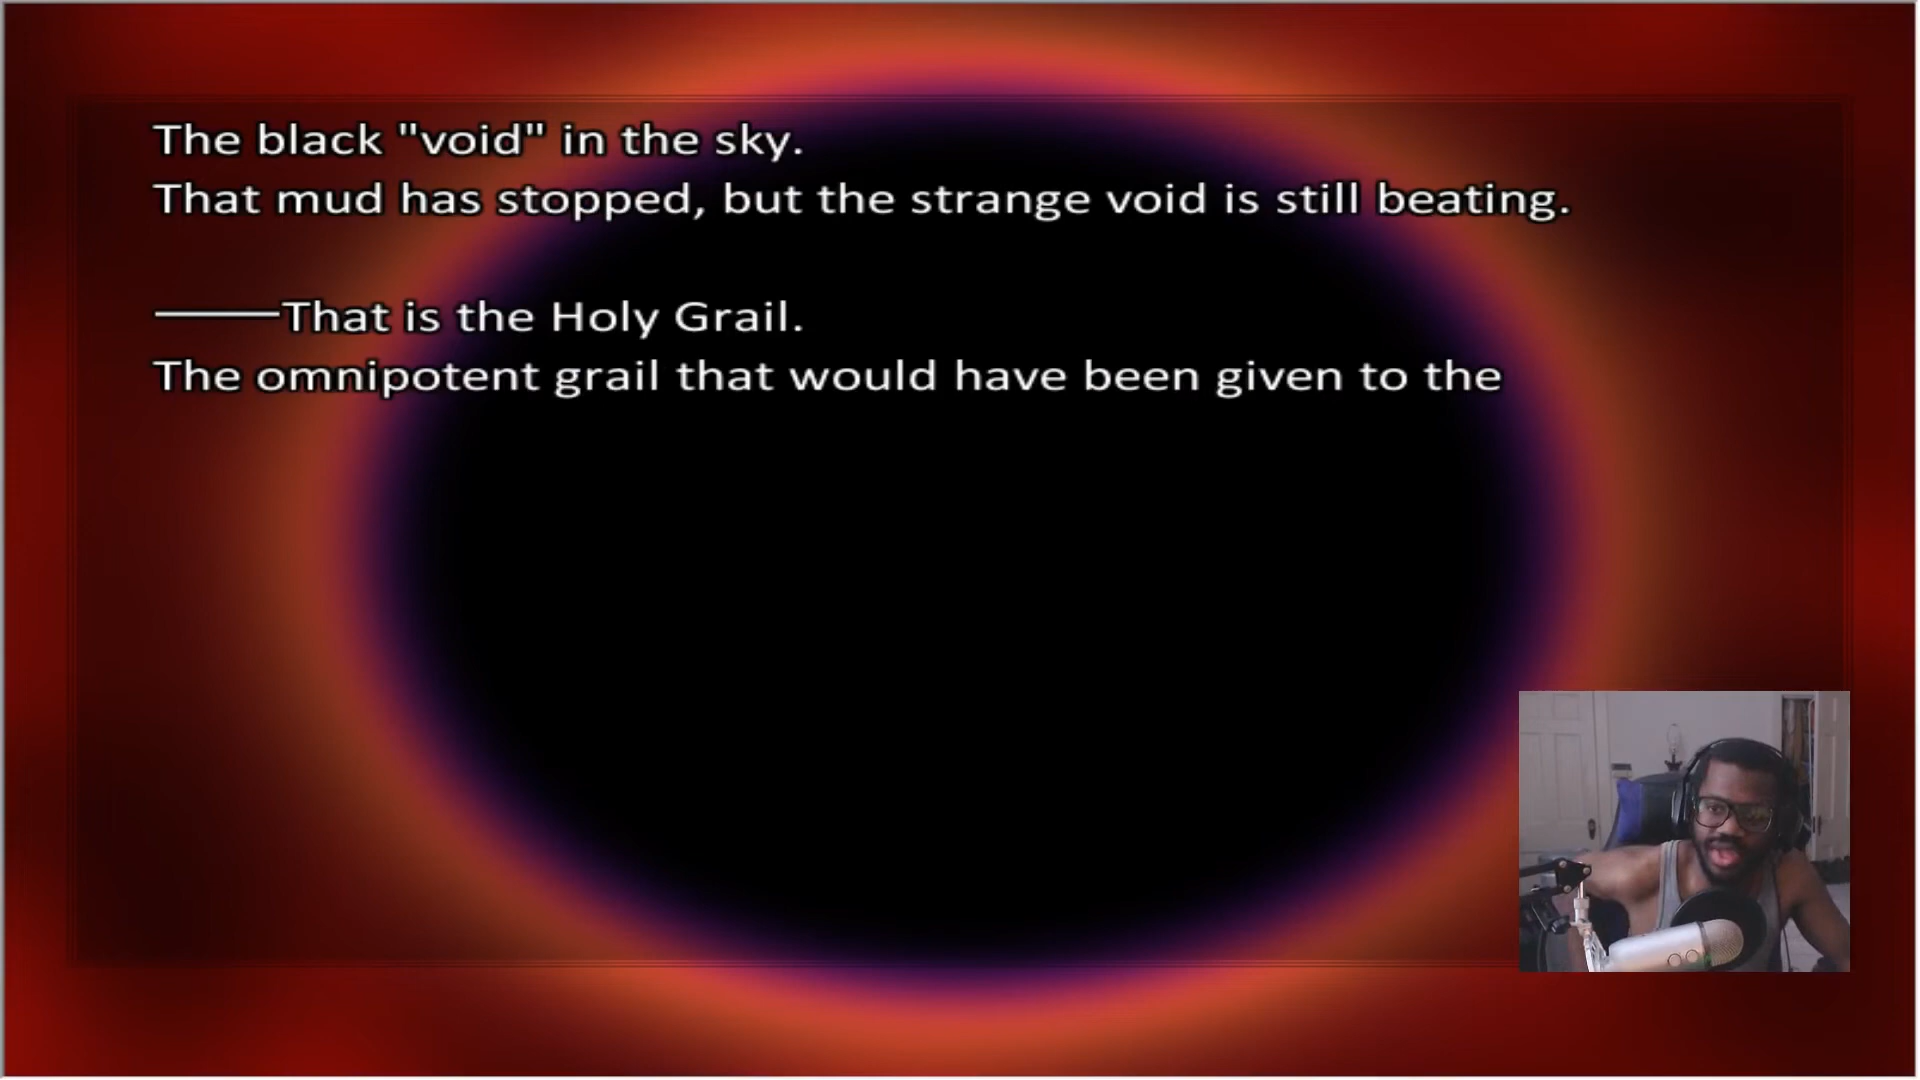 The black "void" in the sky.
That mud has stopped, but the strange void is still beating.
———That is the Holy Grail.
The omnipotent grail that would have been given to the